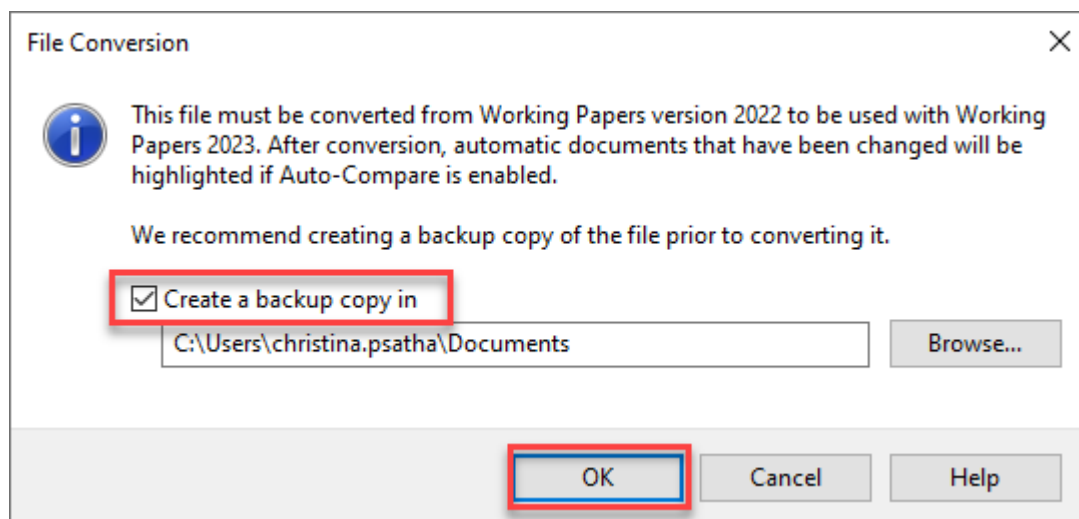 File Conversion
This file must be converted from Working Papers version 2022 to be used with Working
Papers 2023. After conversion, automatic documents that have been changed will be
highlighted if Auto-Compare is enabled.
We recommend creating a backup copy of the file prior to converting it.
Create a backup copy in
C:\Users\christina.psatha\Documents
Browse...
OK
Cancel
Help